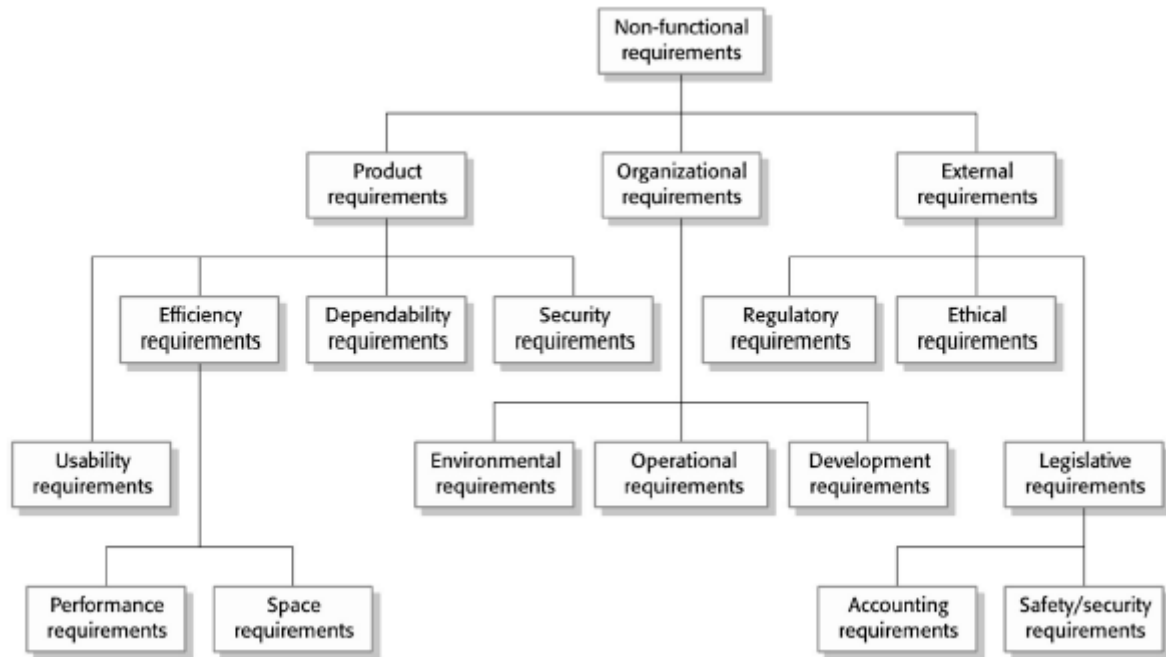 Non-functional
requirements
Product
requirements
Organizational
requirements
External
requirements
Efficiency
requirements
Dependability
requirements
Security
requirements
Regulatory
requirements
Ethical
requirements
Usability
requirements
Environmental
requirements
Operational
requirements
Development
requirements
Legislative
requirements
Performance
requirements
Space
requirements
Accounting
requirements
Safety/security
requirements